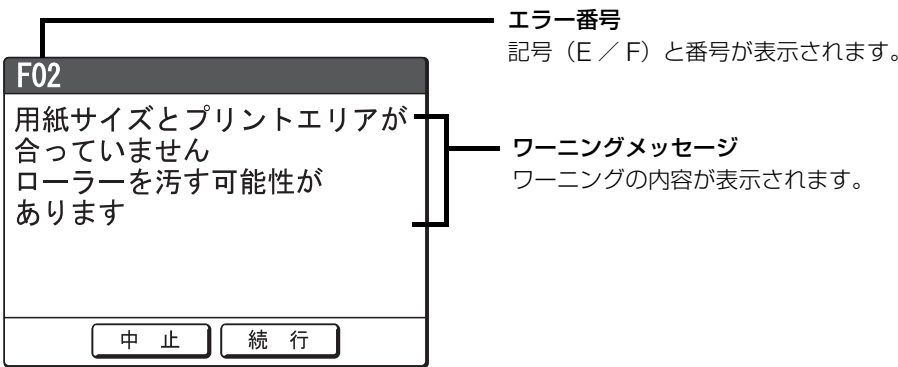 エラー番号
記号（E ／ F）と番号が表示されます。
F02
用紙サイズとプリントエリアが
合っていません
ローラーを汚す可能性が
あります
ワーニングメッセージ
ワーニングの内容が表示されます。
中 止
続 行